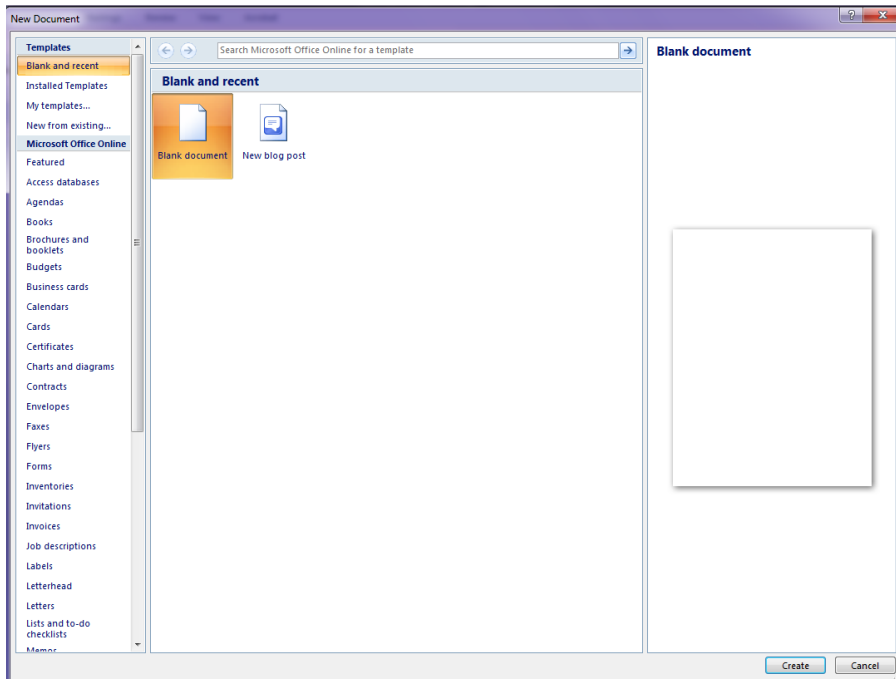 New Document
?
Templates
Blank and recent
Installed Templates
My templates...
New from existing...
Microsoft Office Online
Featured
Access databases
Agendas
Books
Brochures and
booklets
Budgets
Business cards
Calendars
Cards
Certificates
Charts and diagrams
Contracts
Envelopes
Faxes
Flyers
Forms
Inventories
Invitations
Invoices
Job descriptions
Labels
Letterhead
Letters
Lists and to-do
checklists
Memos
Search Microsoft Office Online for a template
Blank and recent
Blank document
New blog post
Blank document
Create
Cancel